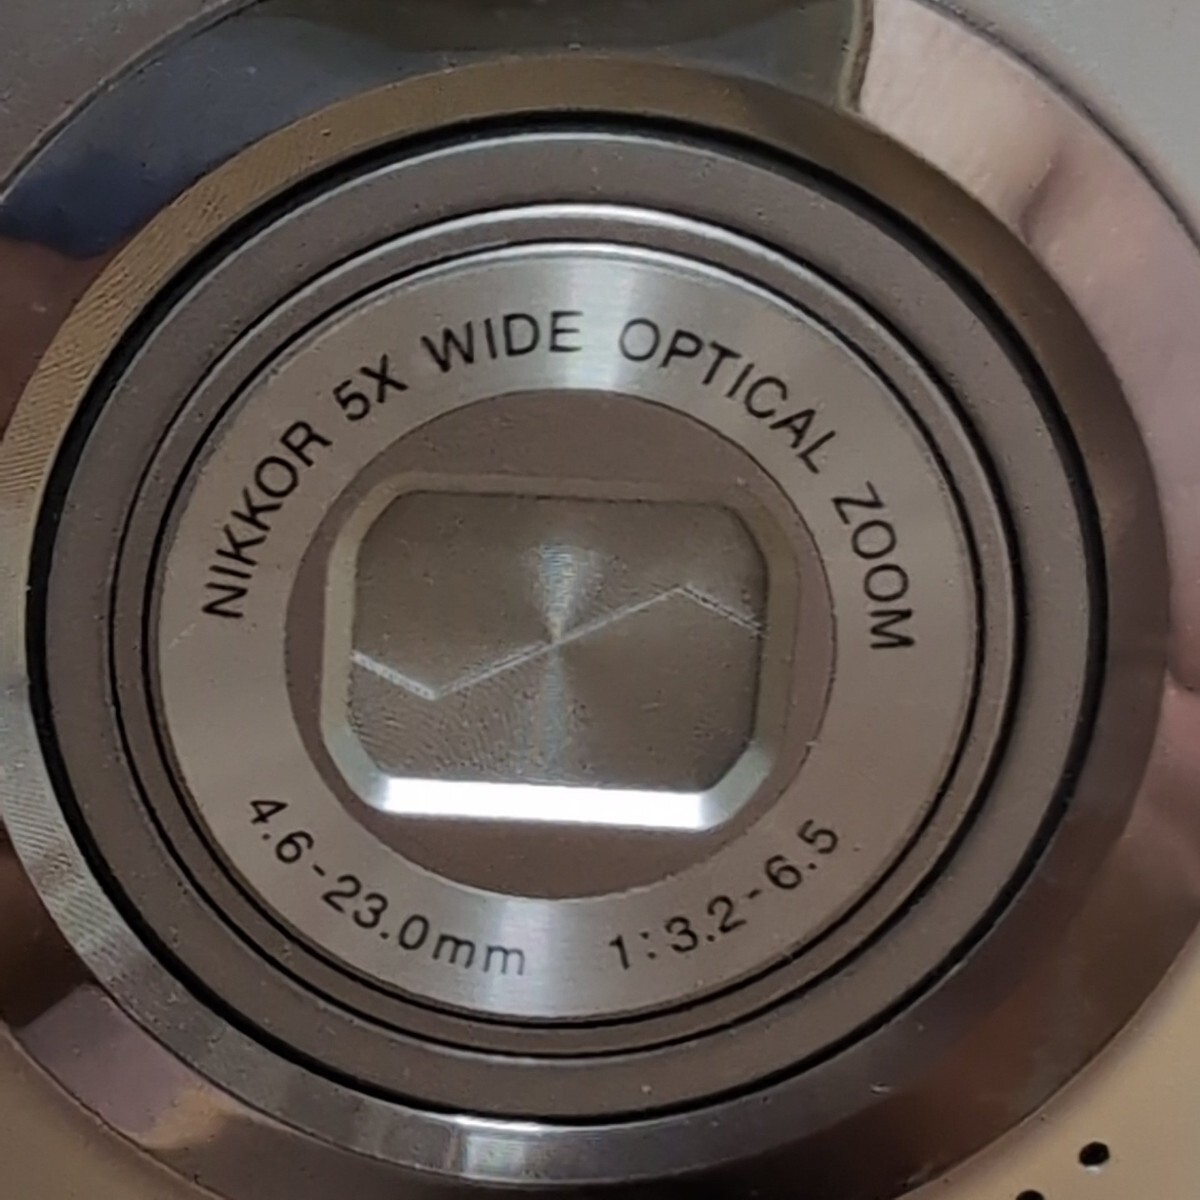 NIKKOR 5X WIDE OPTICAL ZOOM
4.6-23.0mm 1:3.2-6.5